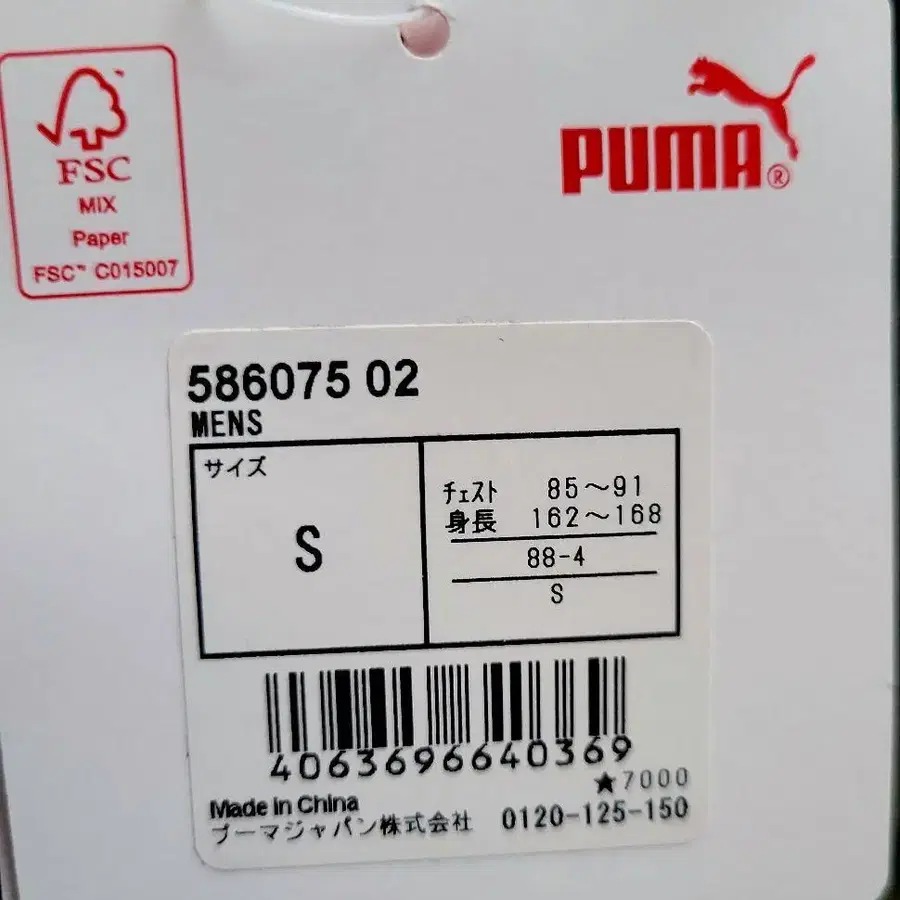 FSC
MIX
Paper
FSC™ C015007
PUMA®
586075 02
MENS
サイズ
S
チェスト 85〜91
身長 162〜168
88-4
S
4063696640369
★7000
Made in China
プーマジャパン株式会社 0120-125-150